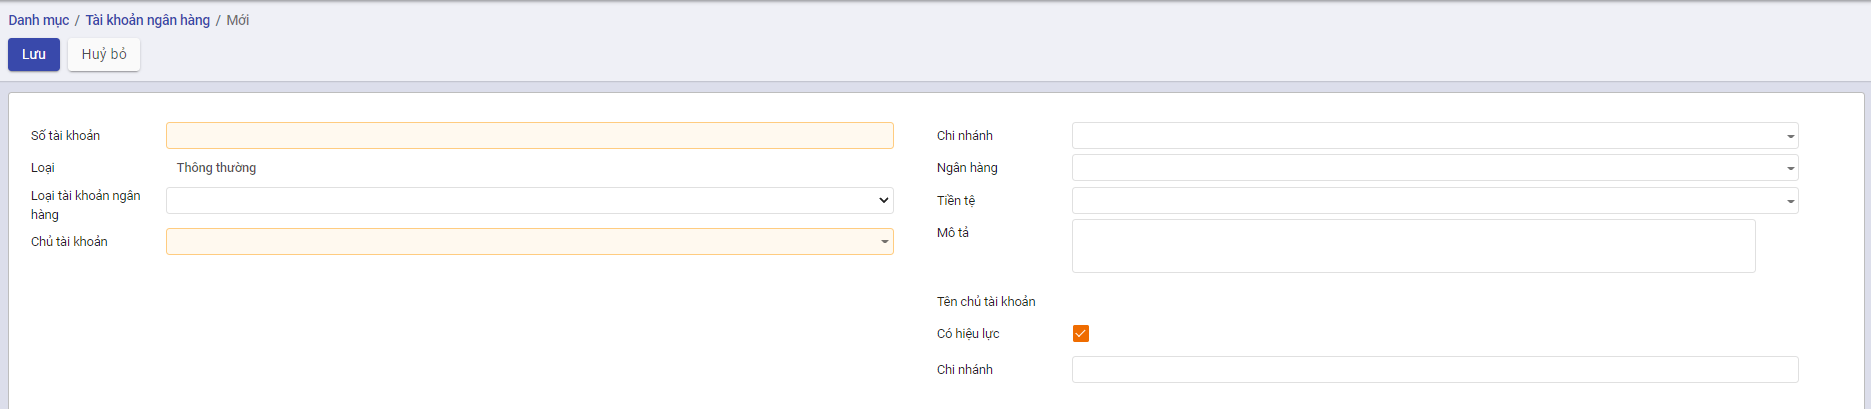 Danh mục / Tài khoản ngân hàng / Mới
Lưu Huỷ bỏ
Số tài khoản
Loại Thông thường
Loại tài khoản ngân
hàng
Chủ tài khoản
Chi nhánh
Ngân hàng
Tiền tệ
Mô tả
Tên chủ tài khoản
Có hiệu lực
Chi nhánh